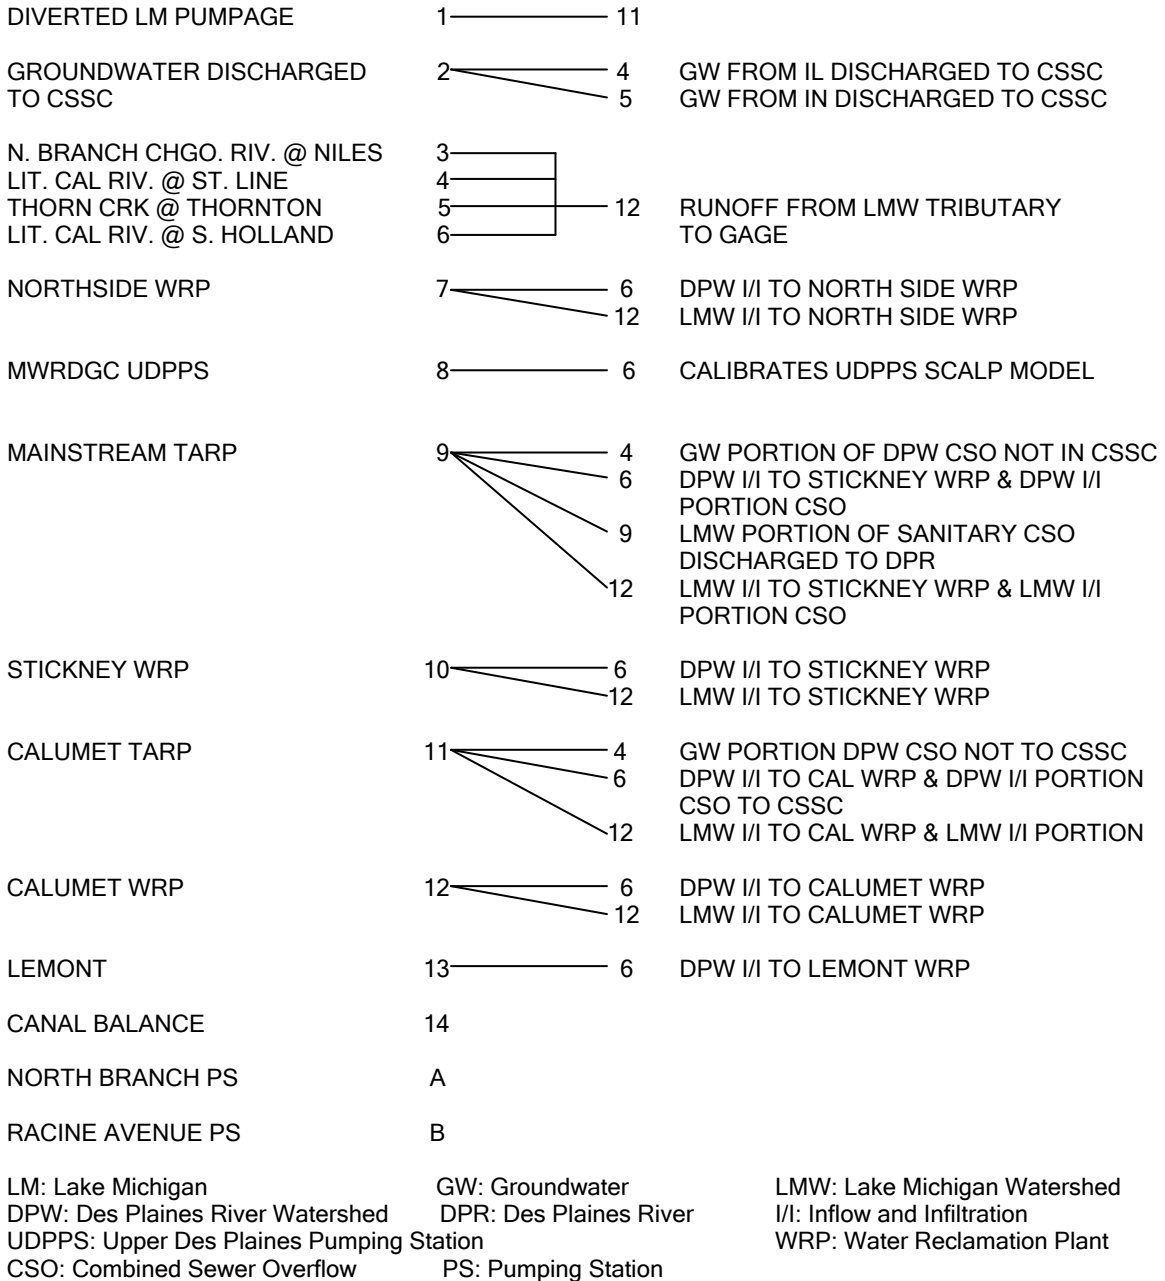 DIVERTED LM PUMPAGE 1 11
GROUNDWATER DISCHARGED 2 4 GW FROM IL DISCHARGED TO CSSC
TO CSSC 5 GW FROM IN DISCHARGED TO CSSC
N. BRANCH CHGO. RIV. @ NILES 3
LIT. CAL RIV. @ ST. LINE 4
THORN CRK @ THORNTON 5 12 RUNOFF FROM LMW TRIBUTARY
LIT. CAL RIV. @ S. HOLLAND 6 TO GAGE
NORTHSIDE WRP 7 6 DPW I/I TO NORTH SIDE WRP
12 LMW I/I TO NORTH SIDE WRP
MWRDGC UDPPS 8 6 CALIBRATES UDPPS SCALP MODEL
MAINSTREAM TARP 9 4 GW PORTION OF DPW CSO NOT IN CSSC
6 DPW I/I TO STICKNEY WRP & DPW I/I
PORTION CSO
9 LMW PORTION OF SANITARY CSO
DISCHARGED TO DPR
12 LMW I/I TO STICKNEY WRP & LMW I/I
PORTION CSO
STICKNEY WRP 10 6 DPW I/I TO STICKNEY WRP
12 LMW I/I TO STICKNEY WRP
CALUMET TARP 11 4 GW PORTION DPW CSO NOT TO CSSC
6 DPW I/I TO CAL WRP & DPW I/I PORTION
CSO TO CSSC
12 LMW I/I TO CAL WRP & LMW I/I PORTION
CALUMET WRP 12 6 DPW I/I TO CALUMET WRP
12 LMW I/I TO CALUMET WRP
LEMONT 13 6 DPW I/I TO LEMONT WRP
CANAL BALANCE 14
NORTH BRANCH PS A
RACINE AVENUE PS B
LM: Lake Michigan GW: Groundwater LMW: Lake Michigan Watershed
DPW: Des Plaines River Watershed DPR: Des Plaines River I/I: Inflow and Infiltration
UDPPS: Upper Des Plaines Pumping Station WRP: Water Reclamation Plant
CSO: Combined Sewer Overflow PS: Pumping Station